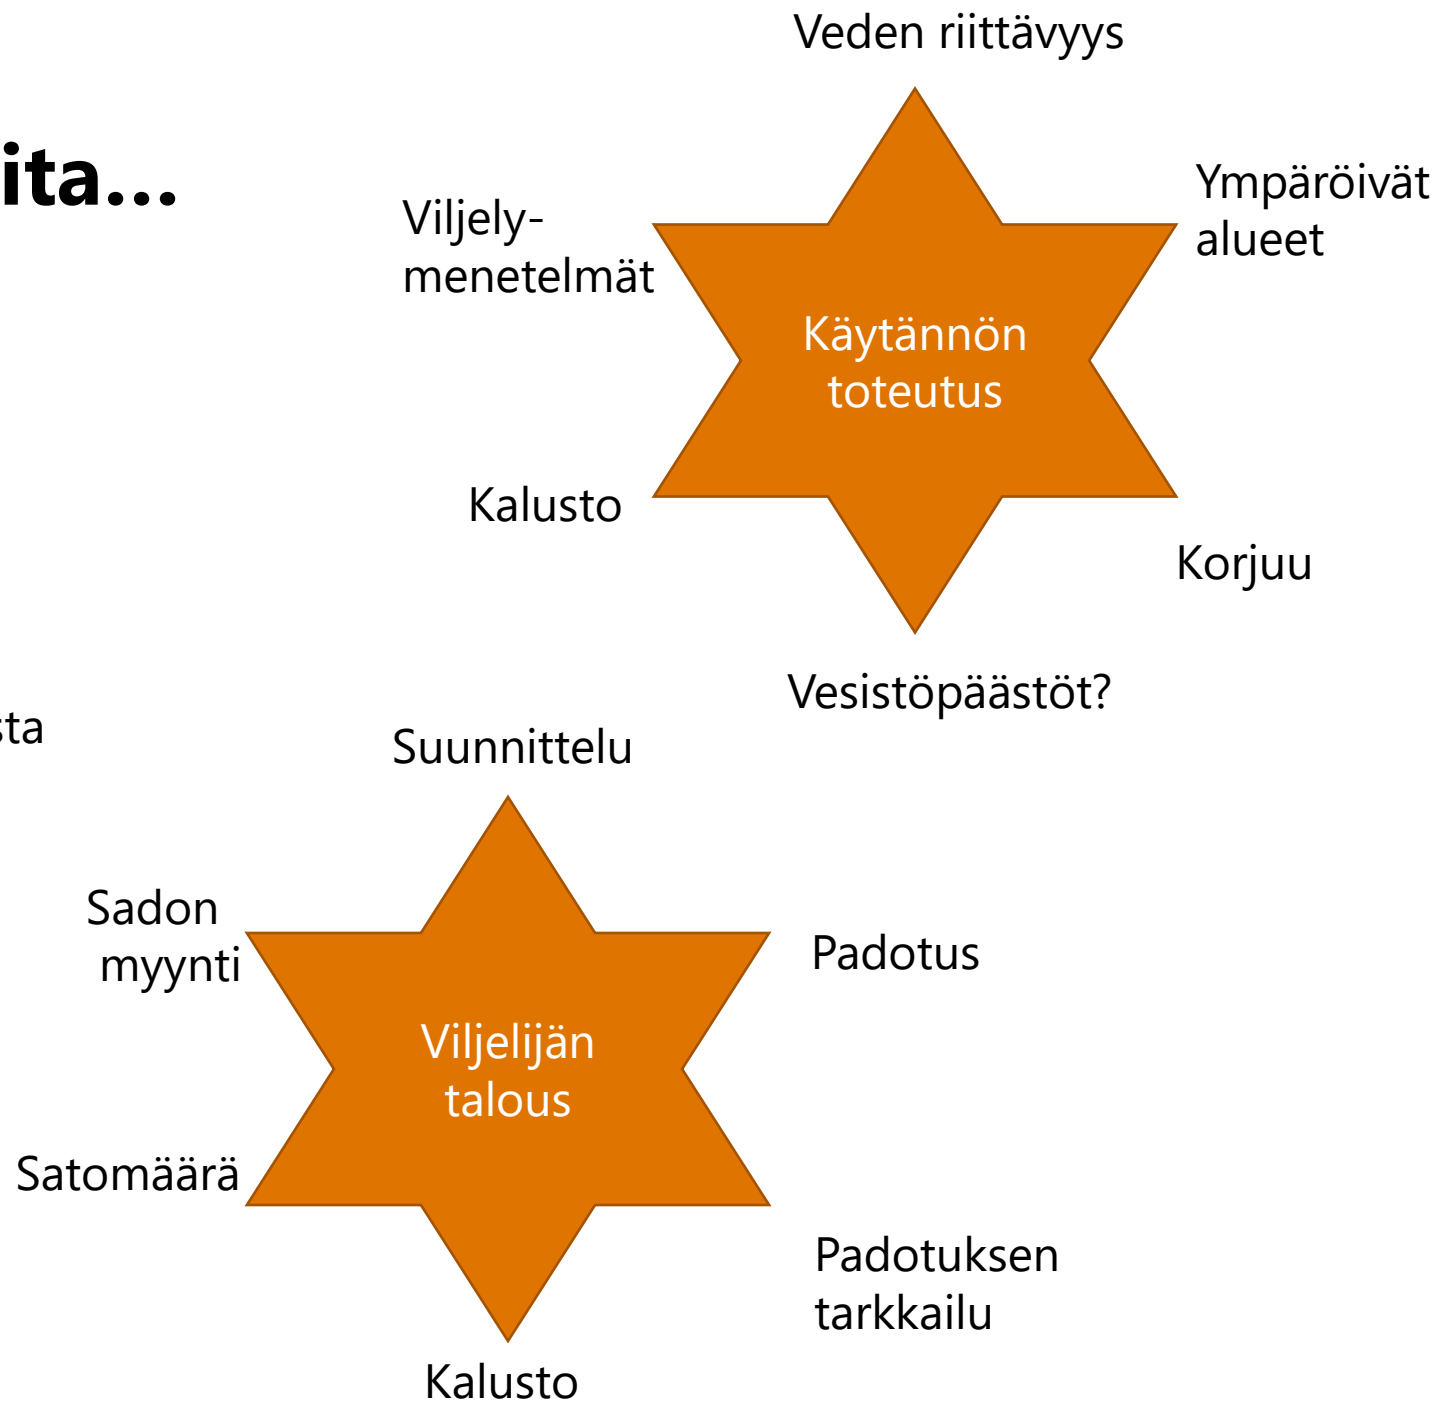 Veden riittävyys
ita...
Viljely-
menetelmät
Ympäröivät
alueet
Käytännön
toteutus
Kalusto
Korjuu
Vesistöpäästöt?
sta
Suunnittelu
Sadon
myynti
Padotus
Viljelijän
talous
Satomäärä
Padotuksen
tarkkailu
Kalusto